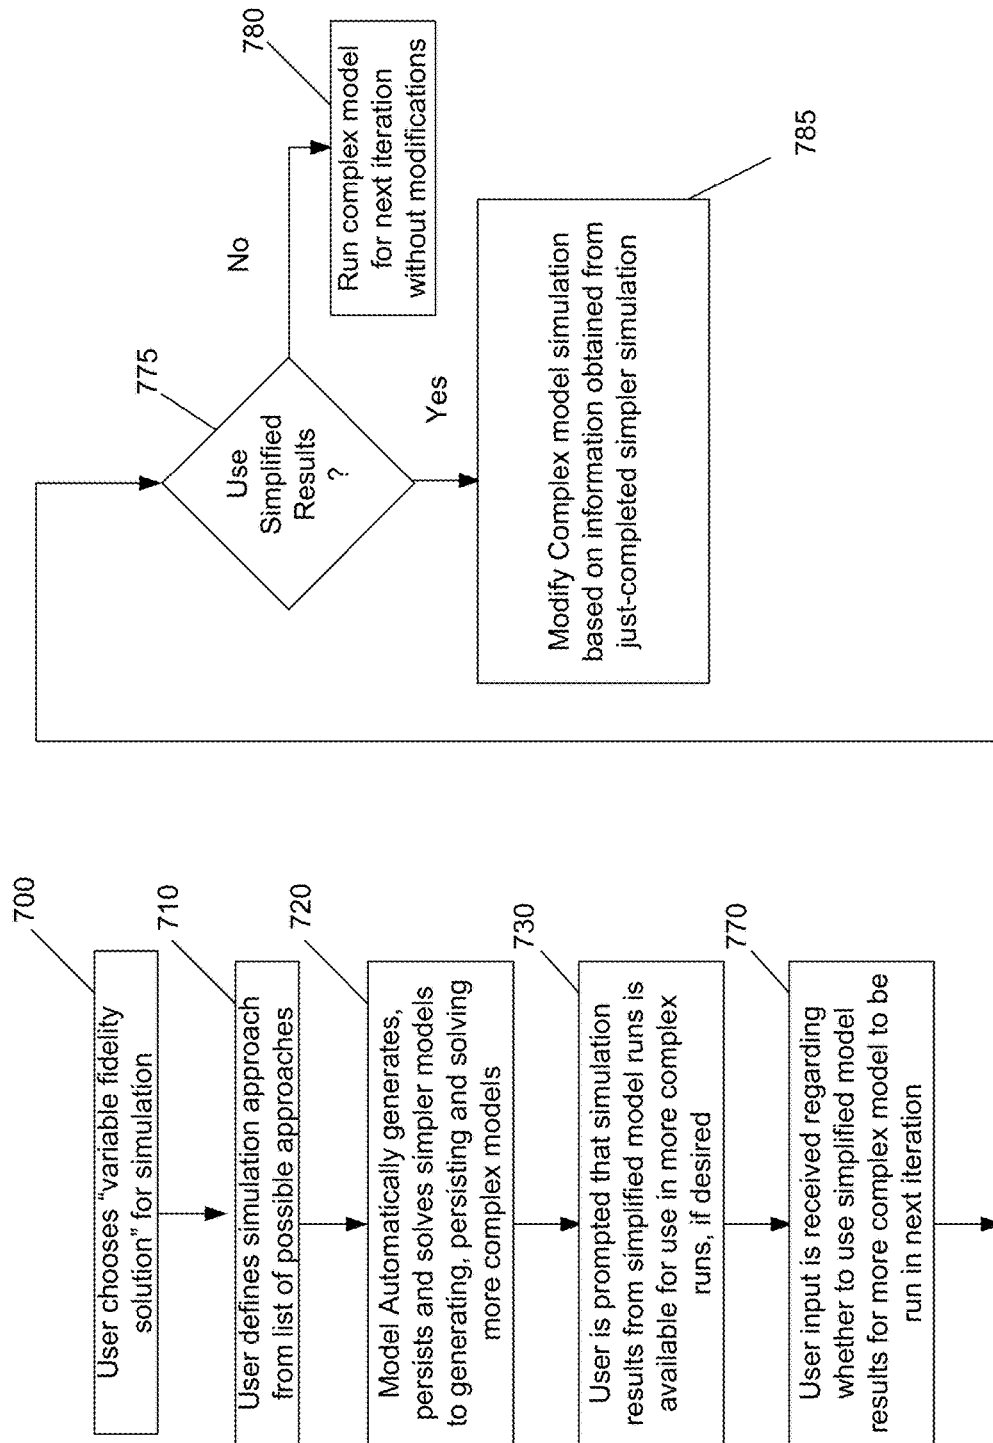 700
User chooses "variable fidelity
solution" for simulation
710
User defines simulation approach
from list of possible approaches
720
Model Automatically generates,
persists and solves simpler models
to generating, persisting and solving
more complex models
730
User is prompted that simulation
results from simplified model runs is
available for use in more complex
runs, if desired
770
User input is received regarding
whether to use simplified model
results for more complex model to be
run in next iteration
775
Use
Simplified
Results
?
No
780
Run complex model
for next iteration
without modifications
Yes
785
Modify Complex model simulation
based on information obtained from
just-completed simpler simulation